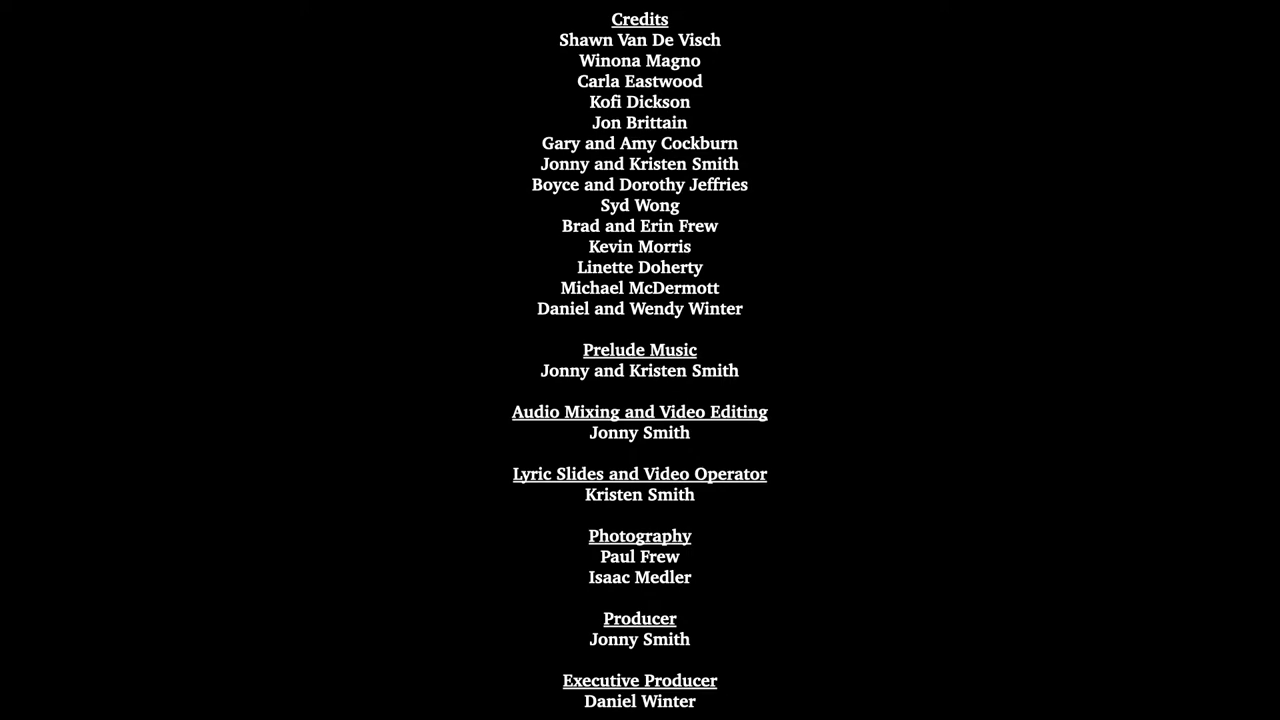 Credits
Shawn Van De Visch
Winona Magno
Carla Eastwood
Kofi Dickson
Jon Brittain
Gary and Amy Cockburn
Jonny and Kristen Smith
Boyce and Dorothy Jeffries
Syd Wong
Brad and Erin Frew
Kevin Morris
Linette Doherty
Michael McDermott
Daniel and Wendy Winter
Prelude Music
Jonny and Kristen Smith
Audio Mixing and Video Editing
Jonny Smith
Lyric Slides and Video Operator
Kristen Smith
Photography
Paul Frew
Isaac Medler
Producer
Jonny Smith
Executive Producer
Daniel Winter